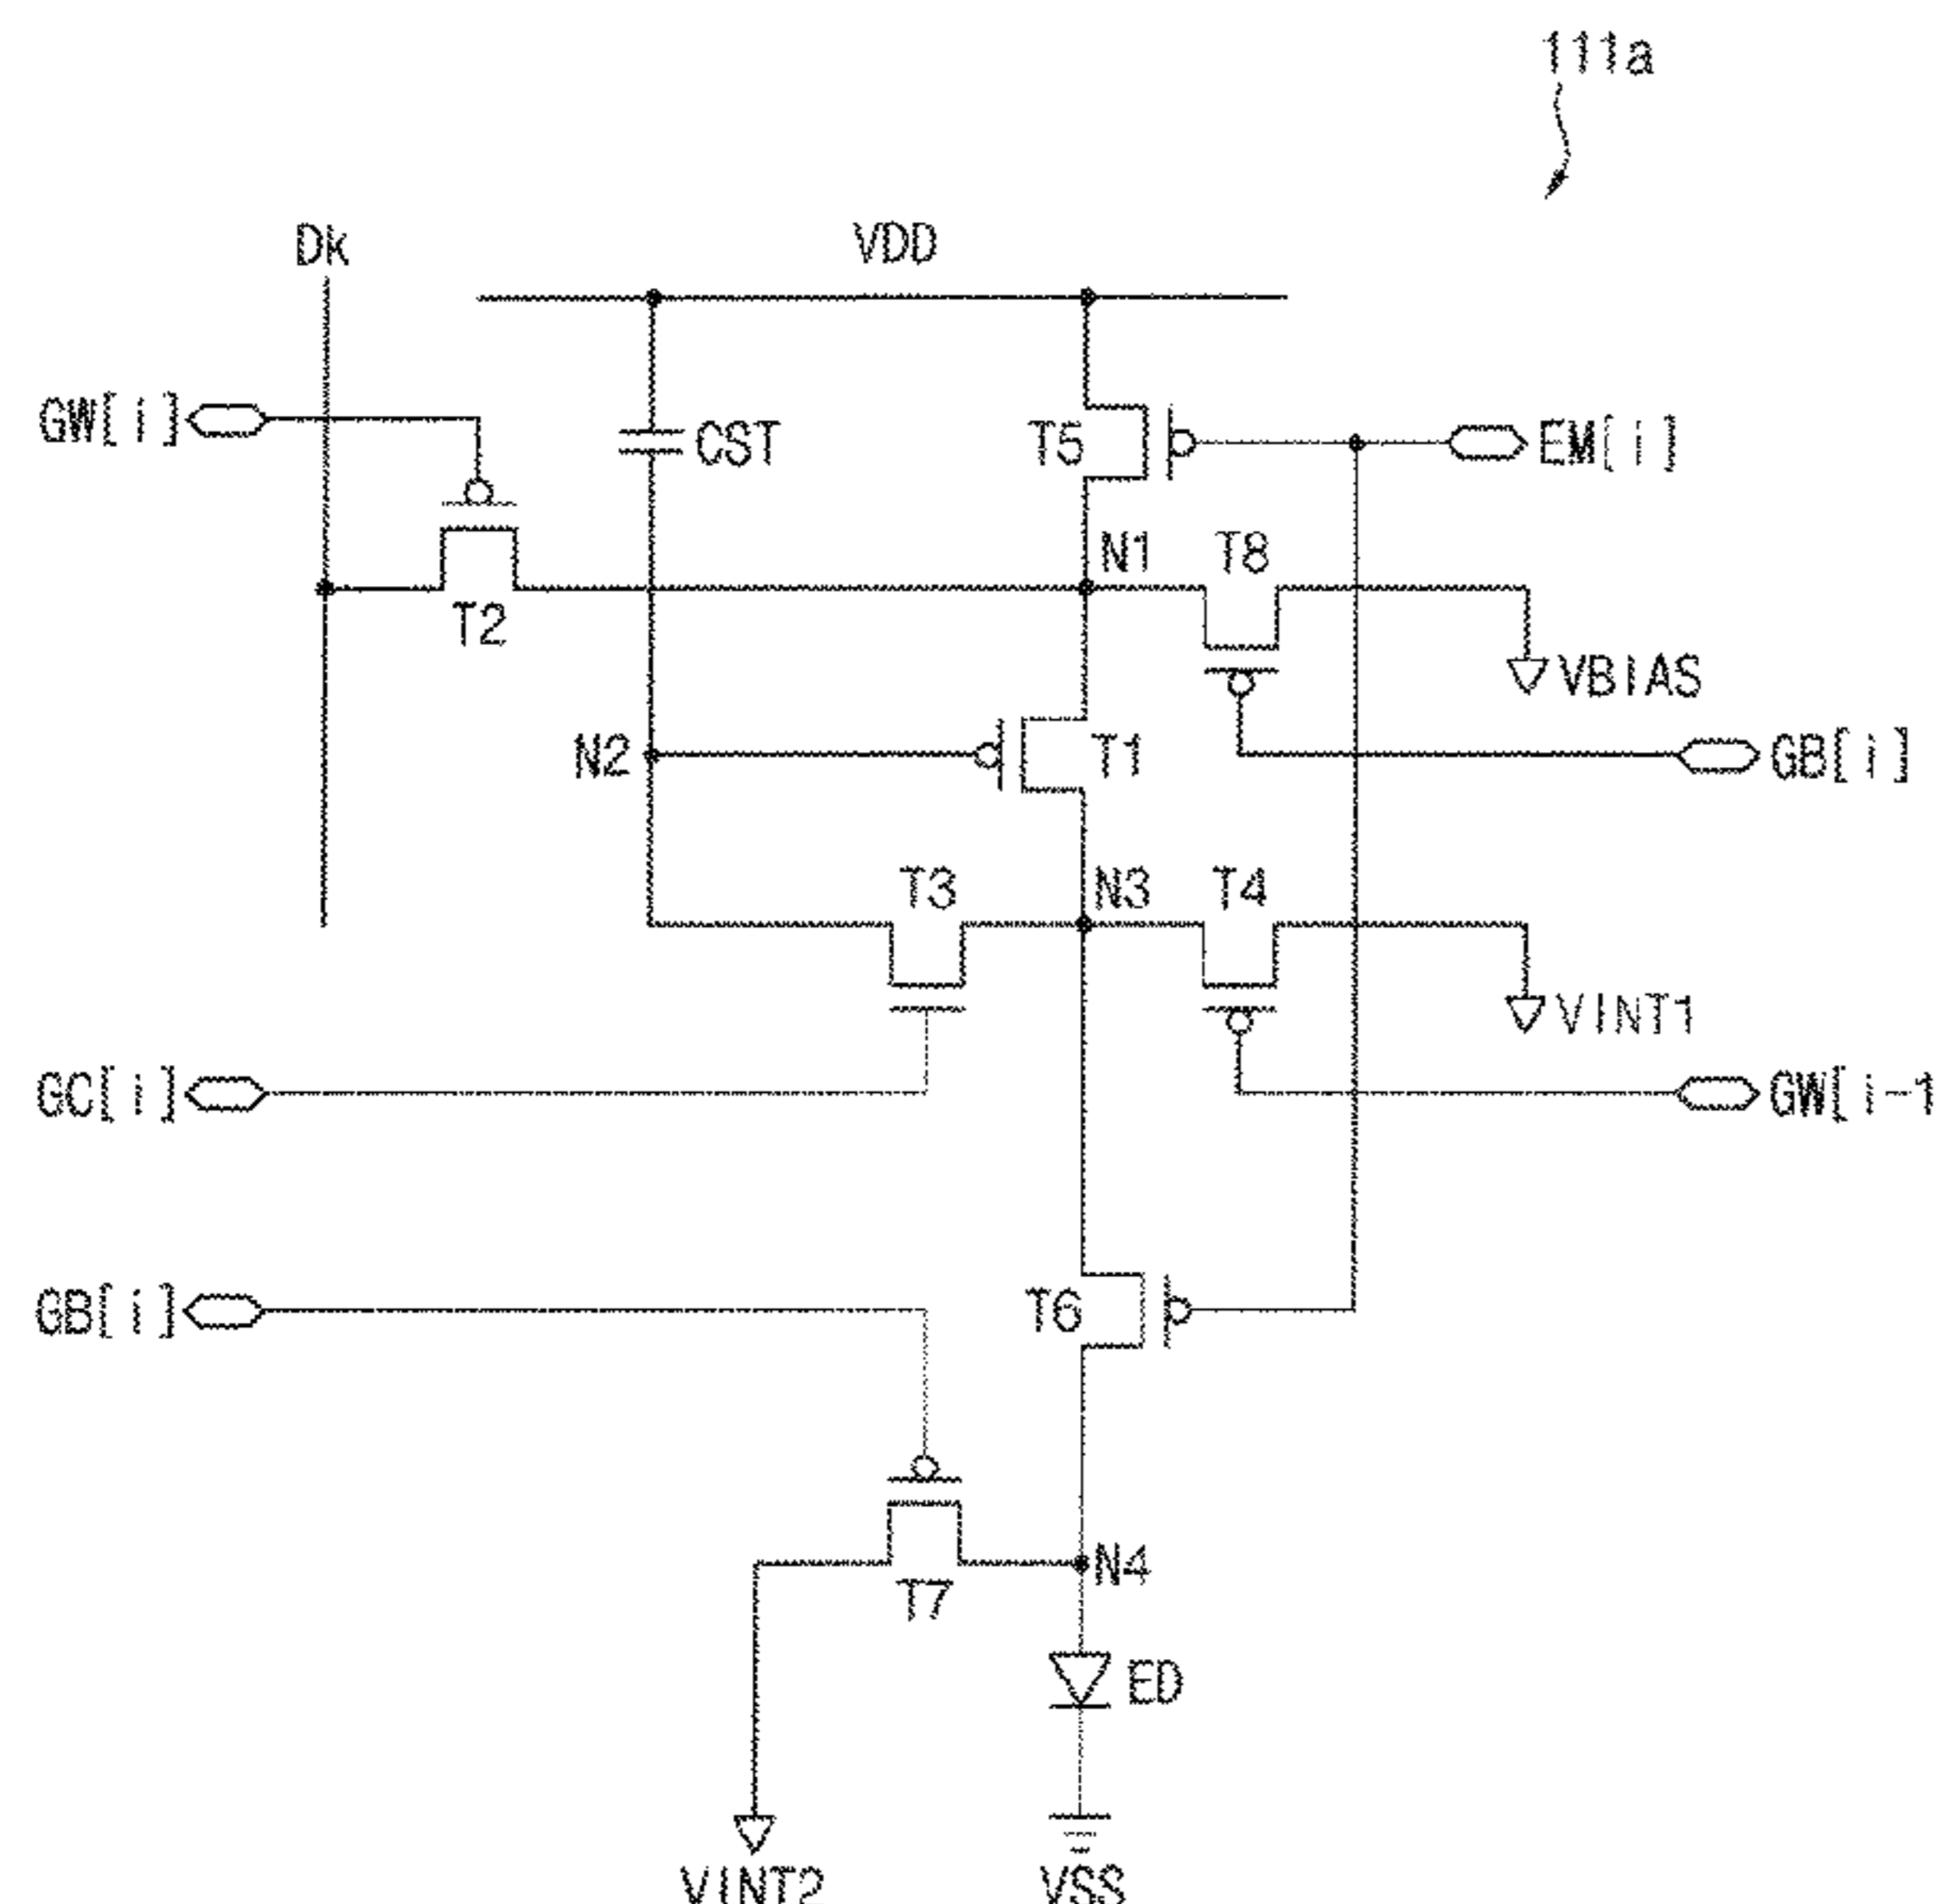 111a
Dk
VDD
GW[i]
CST
T5
EM[i]
N1
T8
T2
VBIAS
N2
T1
GB[i]
T3
N3
T4
VINT1
GC[i]
GW[i-1
GB[i]
T6
N4
T7
ED
VINT2
VSS